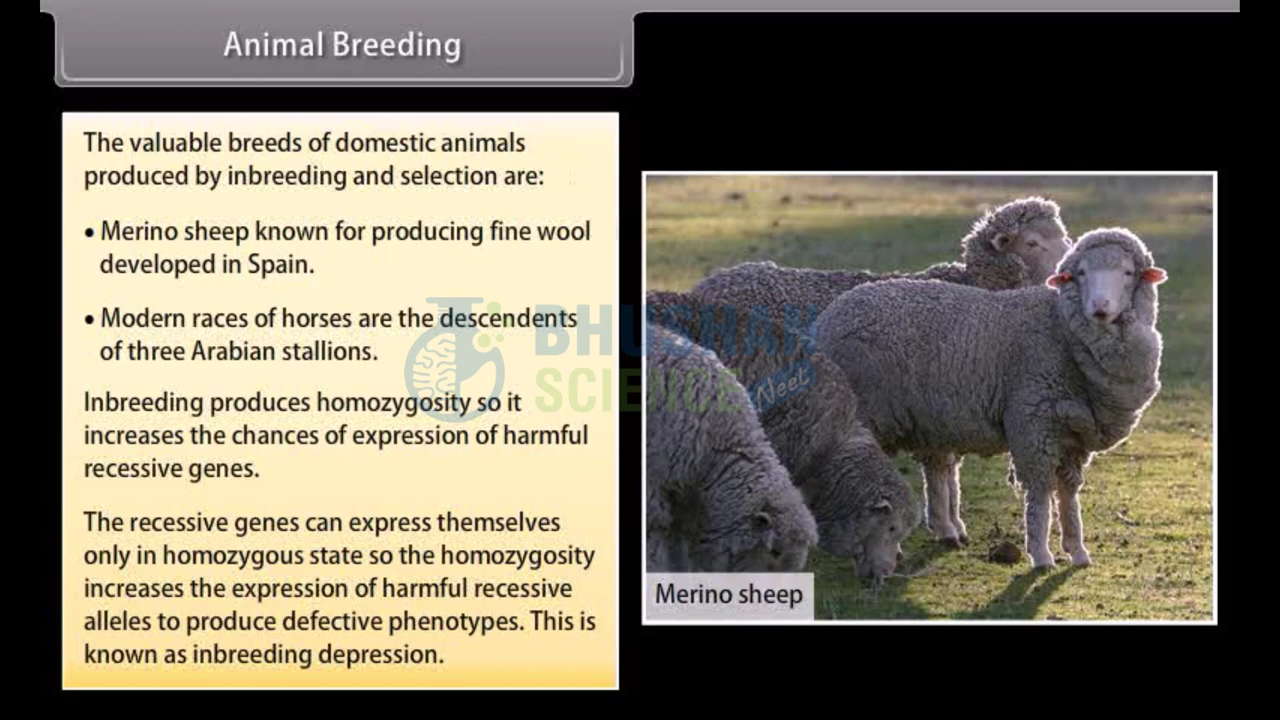 Animal Breeding
The valuable breeds of domestic animals
produced by inbreeding and selection are:
• Merino sheep known for producing fine wool
developed in Spain.
• Modern races of horses are the descendents
of three Arabian stallions.
Inbreeding produces homozygosity so it
increases the chances of expression of harmful
recessive genes.
The recessive genes can express themselves
only in homozygous state so the homozygosity
increases the expression of harmful recessive
alleles to produce defective phenotypes. This is
known as inbreeding depression.
BHUSHAN
SCIENCE Neet
Merino sheep